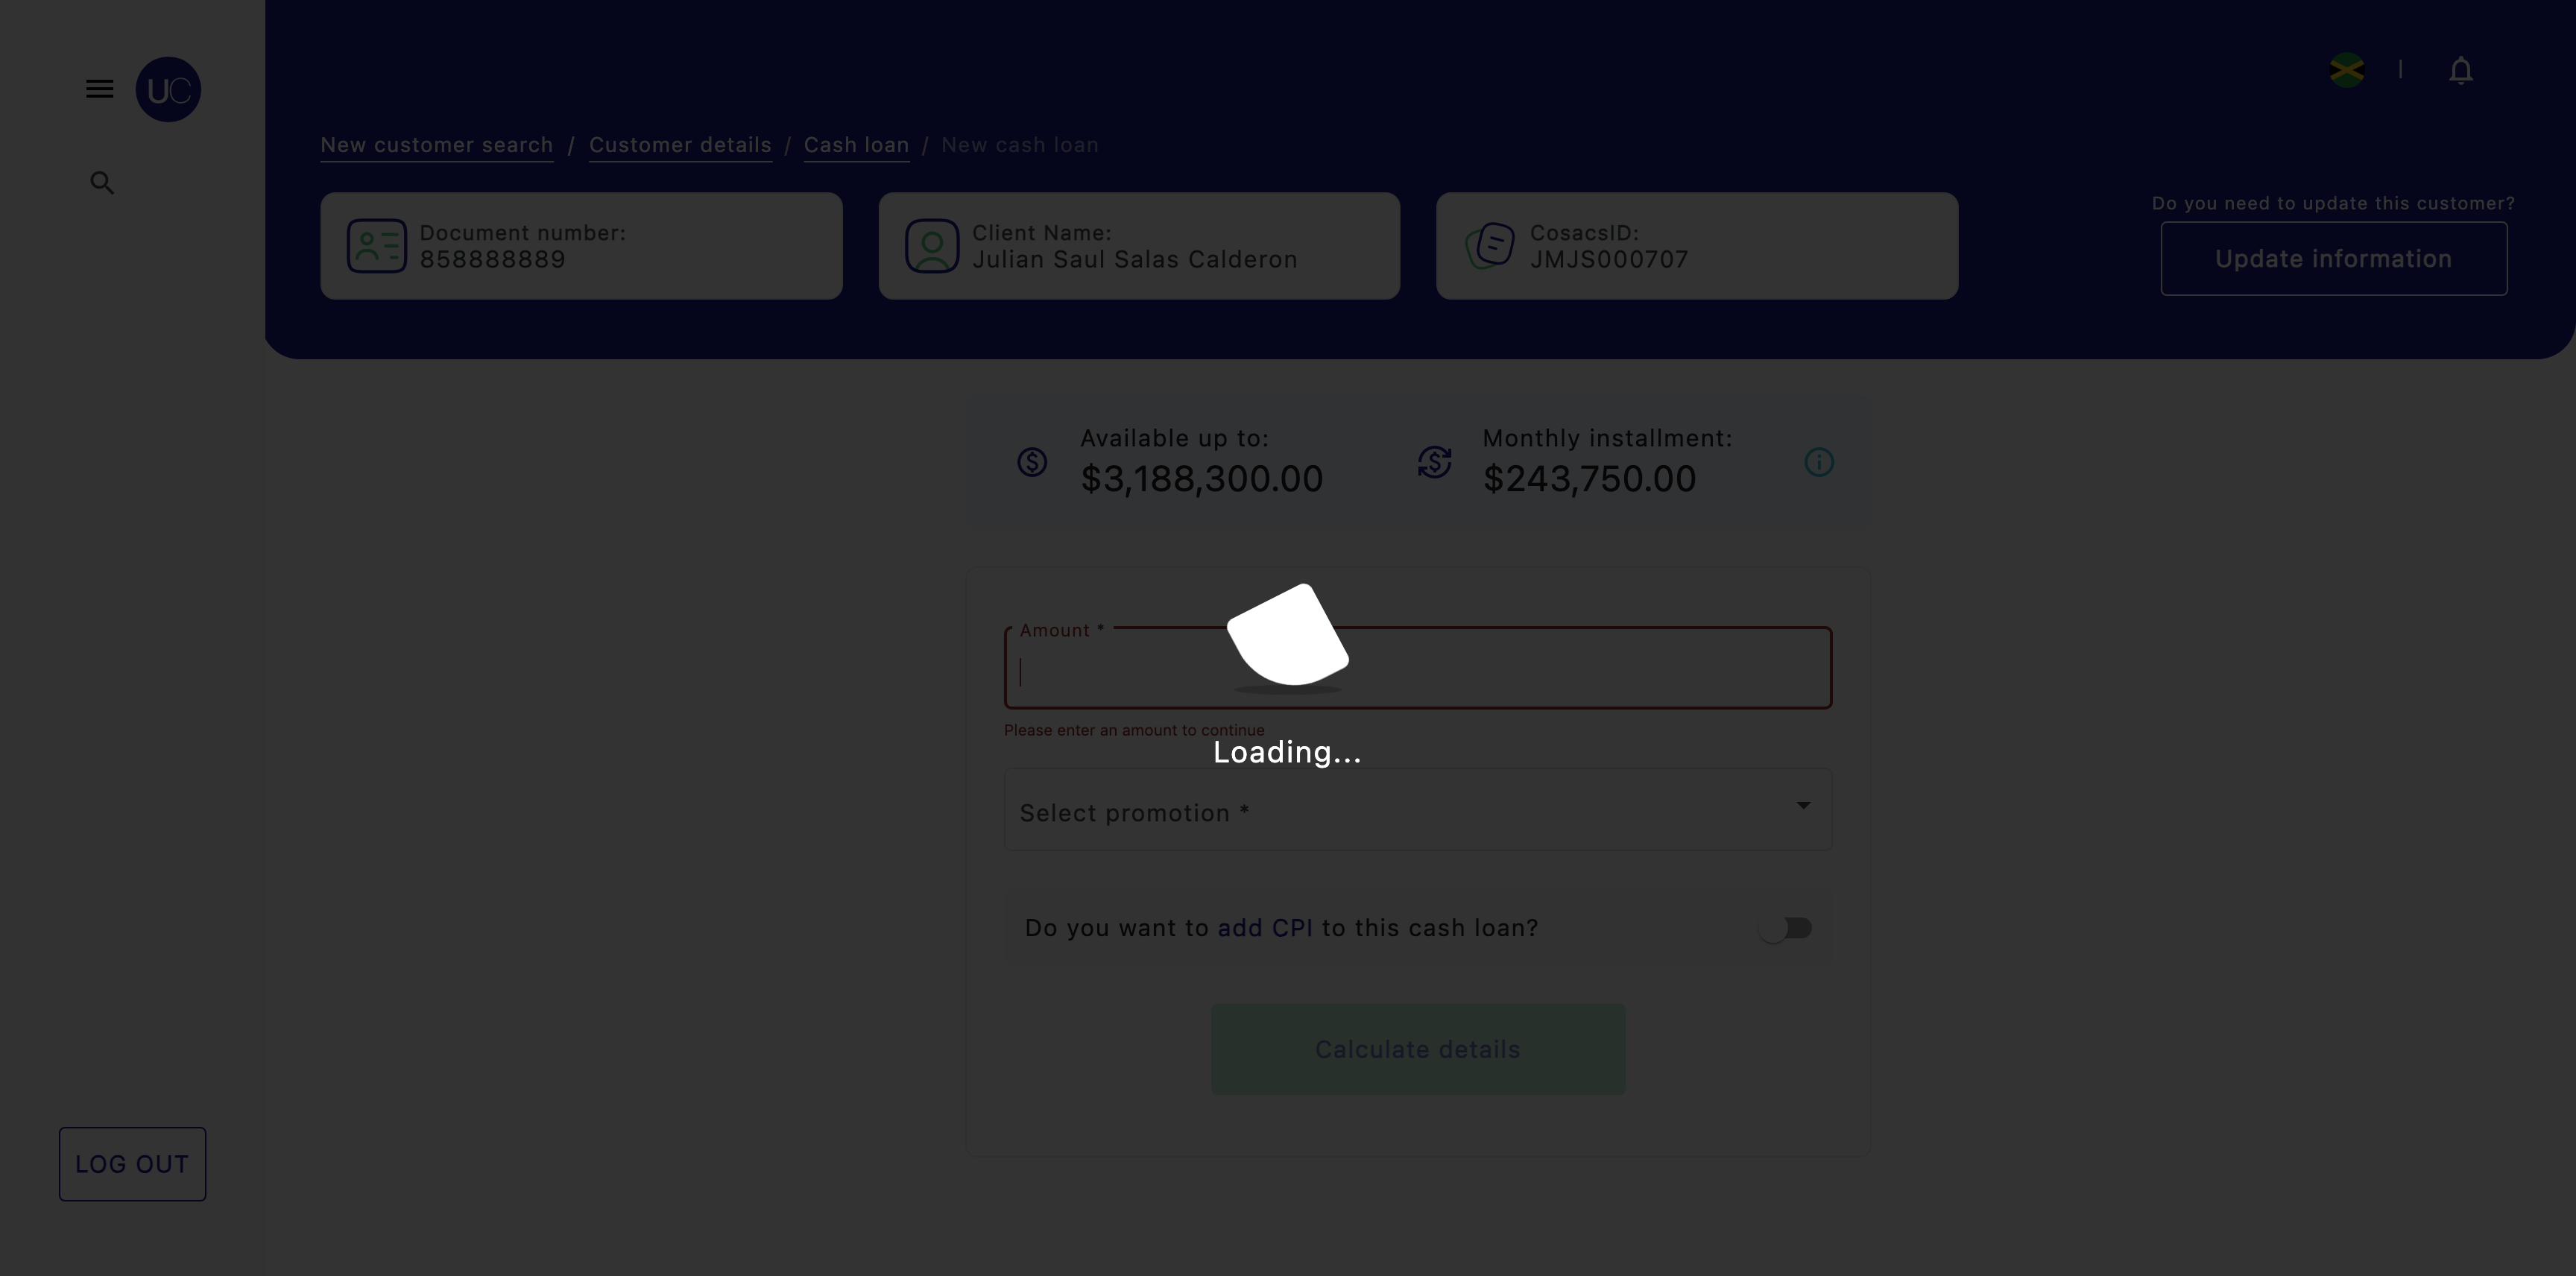 UC
New customer search / Customer details / Cash loan / New cash loan
Do you need to update this customer?
Document number:
858888889
Client Name:
Julian Saul Salas Calderon
CosacsID:
JMJS000707
Update information
Available up to:
$3,188,300.00
Monthly installment:
$243,750.00
Amount *
Please enter an amount to continue
Loading...
Select promotion *
Do you want to add CPI to this cash loan?
Calculate details
LOG OUT